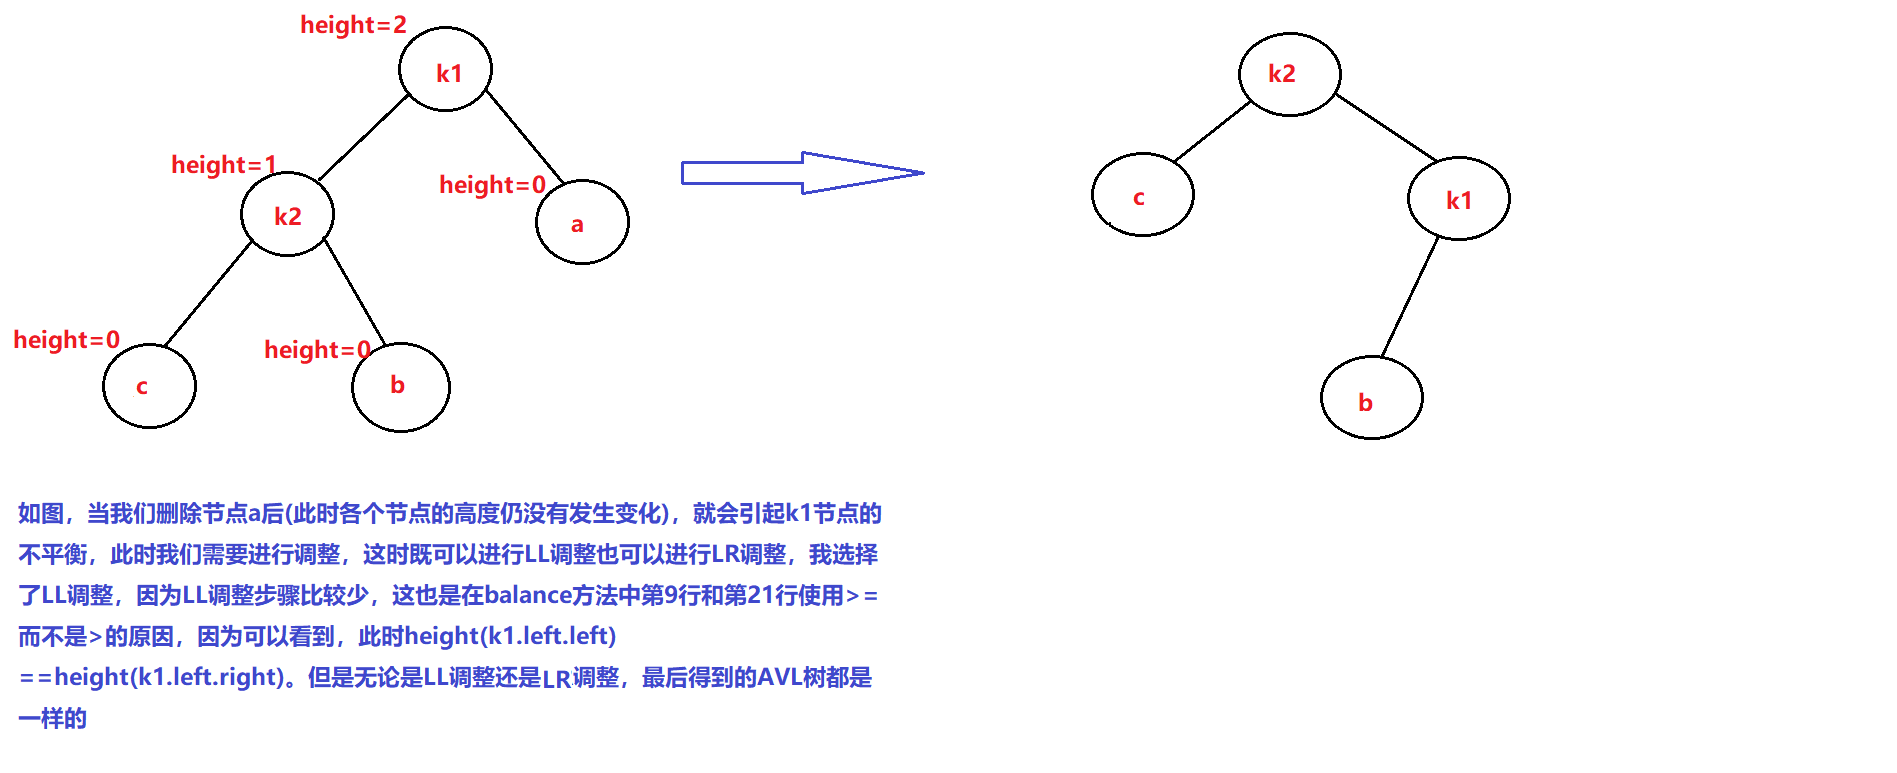 height=2
k1
k2
height=1
height=0
k2
a
c
k1
height=0
height=0
c
b
b
如图，当我们删除节点a后(此时各个节点的高度仍没有发生变化)，就会引起k1节点的
不平衡，此时我们需要进行调整，这时既可以进行LL调整也可以进行LR调整，我选择
了LL调整，因为LL调整步骤比较少，这也是在balance方法中第9行和第21行使用>=
而不是>的原因，因为可以看到，此时height(k1.left.left)
==height(k1.left.right)。但是无论是LL调整还是LR调整，最后得到的AVL树都是
一样的